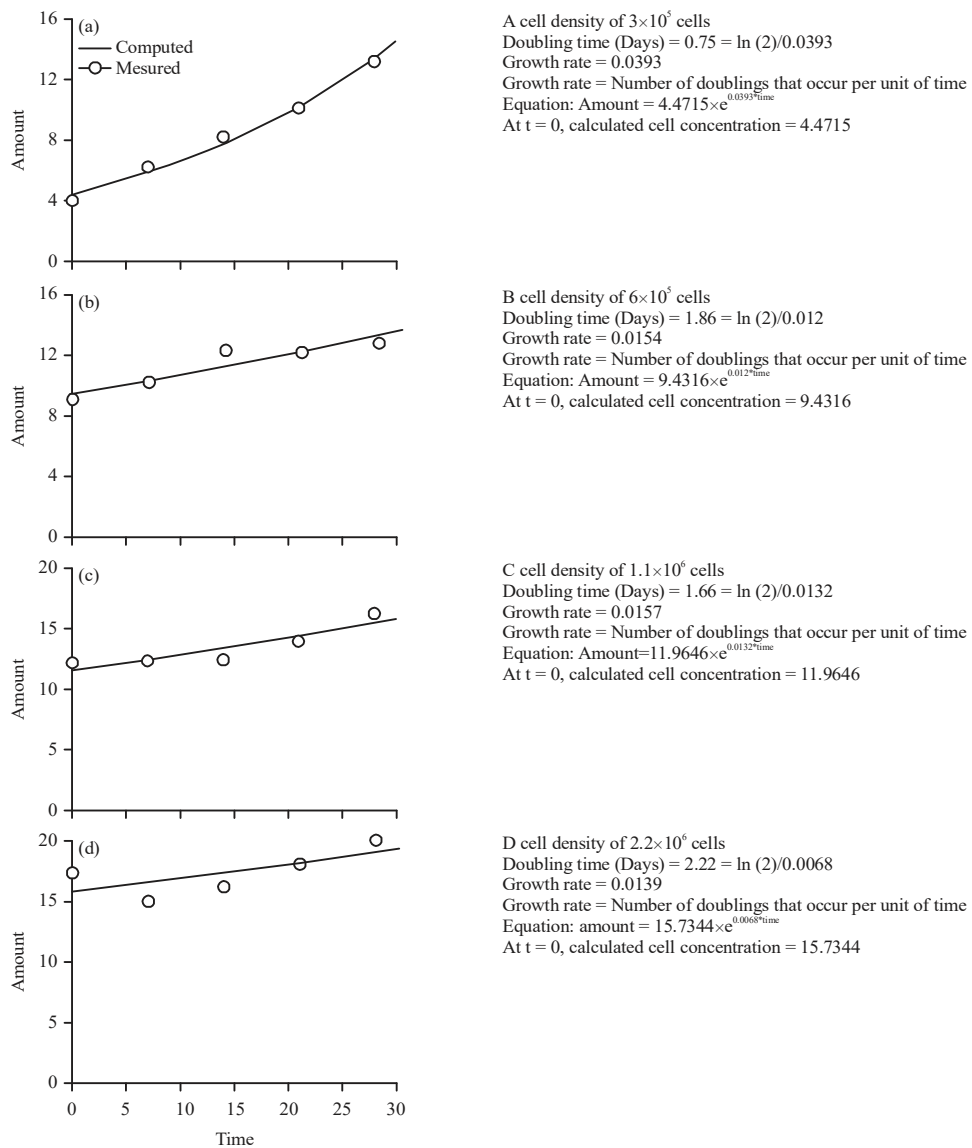 (a)
Computed
Mesured
16
12
8
4
0
Amount
A cell density of 3×10⁵ cells
Doubling time (Days) = 0.75 = ln (2)/0.0393
Growth rate = 0.0393
Growth rate = Number of doublings that occur per unit of time
Equation: Amount = 4.4715×e^0.0393*time
At t = 0, calculated cell concentration = 4.4715
0 5 10 15 21 25 30
(b)
16
12
8
4
0
Amount
B cell density of 6×10⁵ cells
Doubling time (Days) = 1.86 = ln (2)/0.012
Growth rate = 0.0154
Growth rate = Number of doublings that occur per unit of time
Equation: Amount = 9.4316×e^0.012*time
At t = 0, calculated cell concentration = 9.4316
(c)
20
15
10
5
0
Amount
C cell density of 1.1×10⁶ cells
Doubling time (Days) = 1.66 = ln (2)/0.0132
Growth rate = 0.0157
Growth rate = Number of doublings that occur per unit of time
Equation: Amount=11.9646×e^0.0132*time
At t = 0, calculated cell concentration = 11.9646
(d)
20
15
10
5
0
Amount
D cell density of 2.2×10⁶ cells
Doubling time (Days) = 2.22 = ln (2)/0.0068
Growth rate = 0.0139
Growth rate = Number of doublings that occur per unit of time
Equation: amount = 15.7344×e^0.0068*time
At t = 0, calculated cell concentration = 15.7344
0 5 10 15 21 25 30
Time